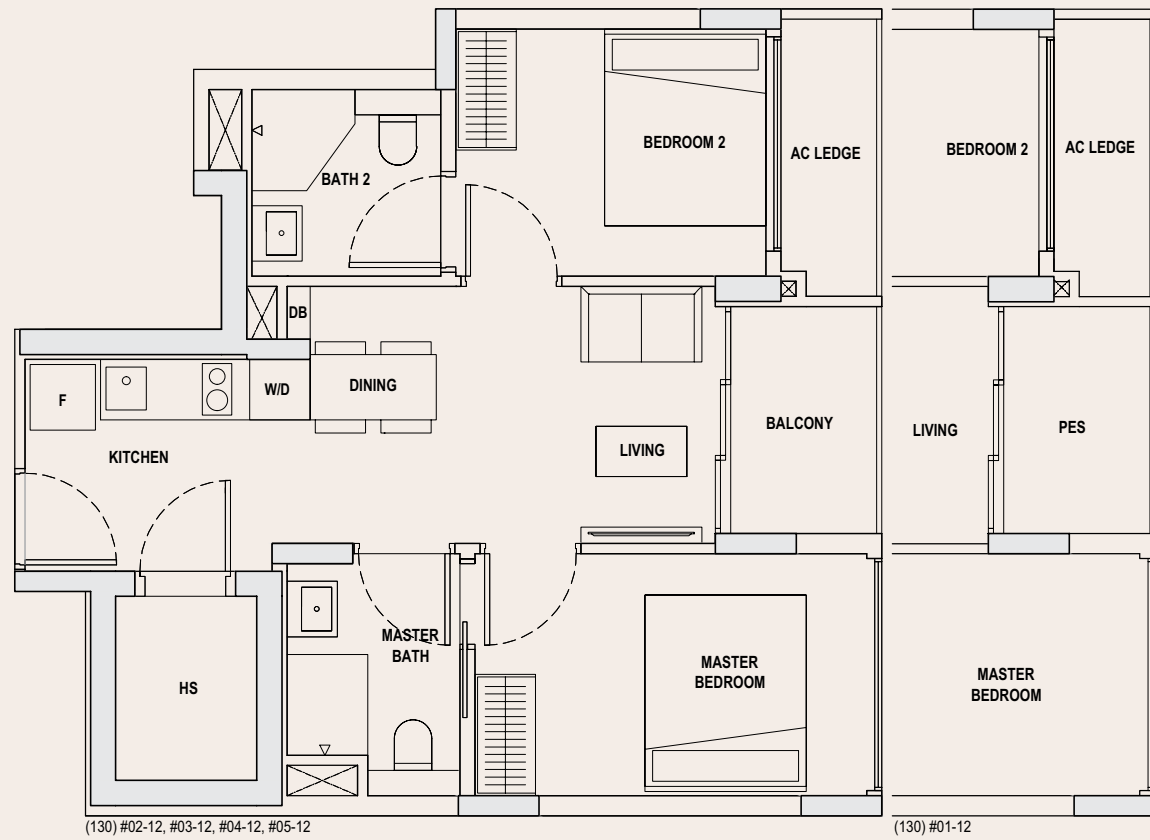 BEDROOM 2
AC LEDGE
BEDROOM 2
AC LEDGE
BATH 2
DB
F
W/D
DINING
BALCONY
LIVING
PES
KITCHEN
LIVING
MASTER
BATH
HS
MASTER
BEDROOM
MASTER
BEDROOM
(130) #02-12, #03-12, #04-12, #05-12
(130) #01-12